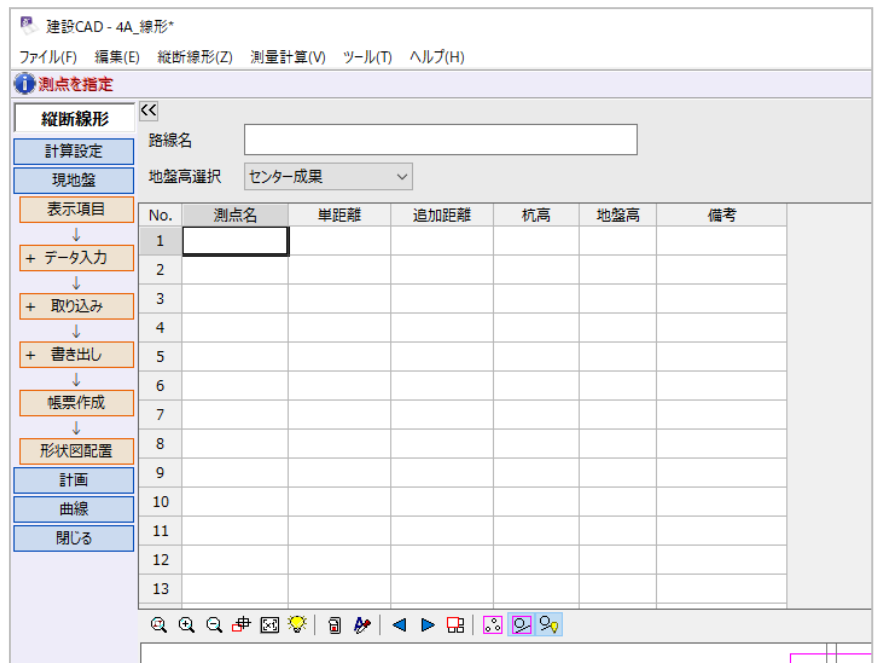 建設CAD - 4A_線形*
ファイル(F) 編集(E) 縦断線形(Z) 測量計算(V) ツール(T) ヘルプ(H)
測点を指定
縦断線形
計算設定
現地盤
表示項目
↓
+ データ入力
↓
+ 取り込み
↓
+ 書き出し
↓
帳票作成
↓
形状図配置
計画
曲線
閉じる
<<
路線名
地盤高選択 センター成果
No. 測点名 単距離 追加距離 杭高 地盤高 備考
1
2
3
4
5
6
7
8
9
10
11
12
13